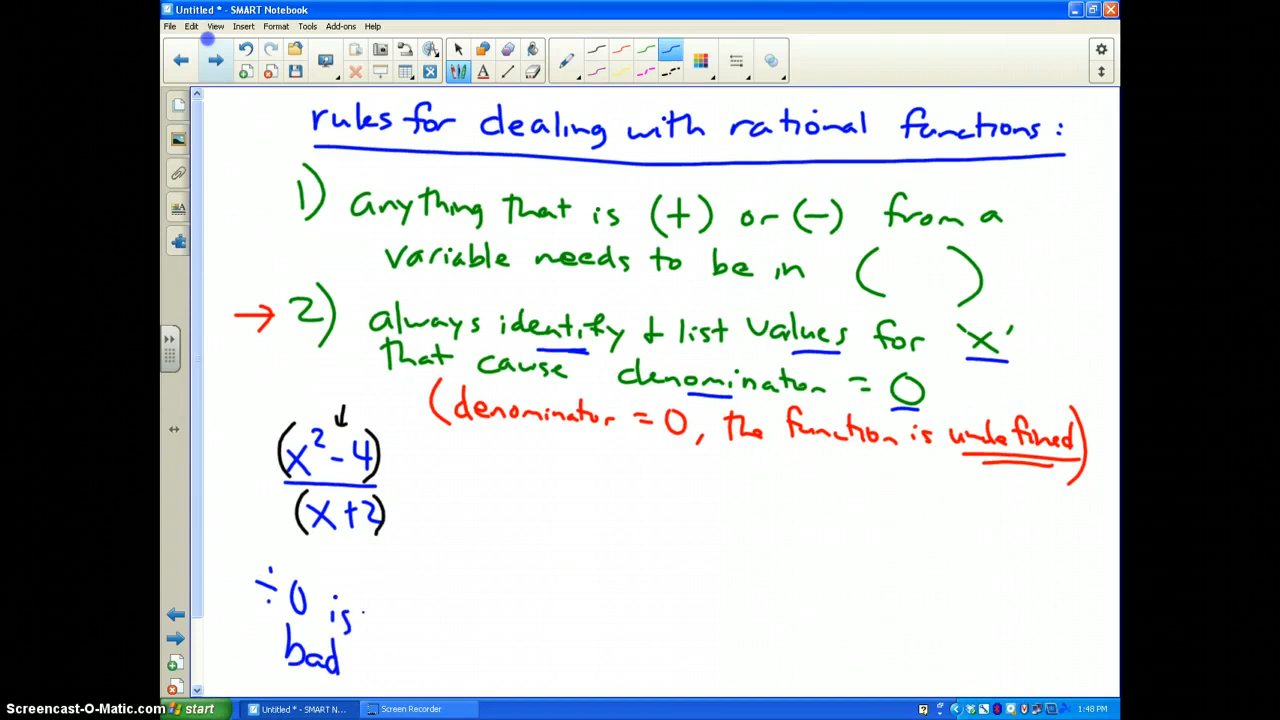 Untitled * - SMART Notebook
File Edit View Insert Format Tools Add-ons Help
rules for dealing with rational functions :
1) anything that is (+) or (-) from a
variable needs to be in ( )
→ 2) always identify + list values for 'x'
that cause denominator = 0
(denominator = 0, the function is undefined)
(x² - 4)
(x + 2)
÷ 0 is
bad
Screencast-O-Matic.com
start
Untitled * - SMART N...
Screen Recorder
1:48 PM